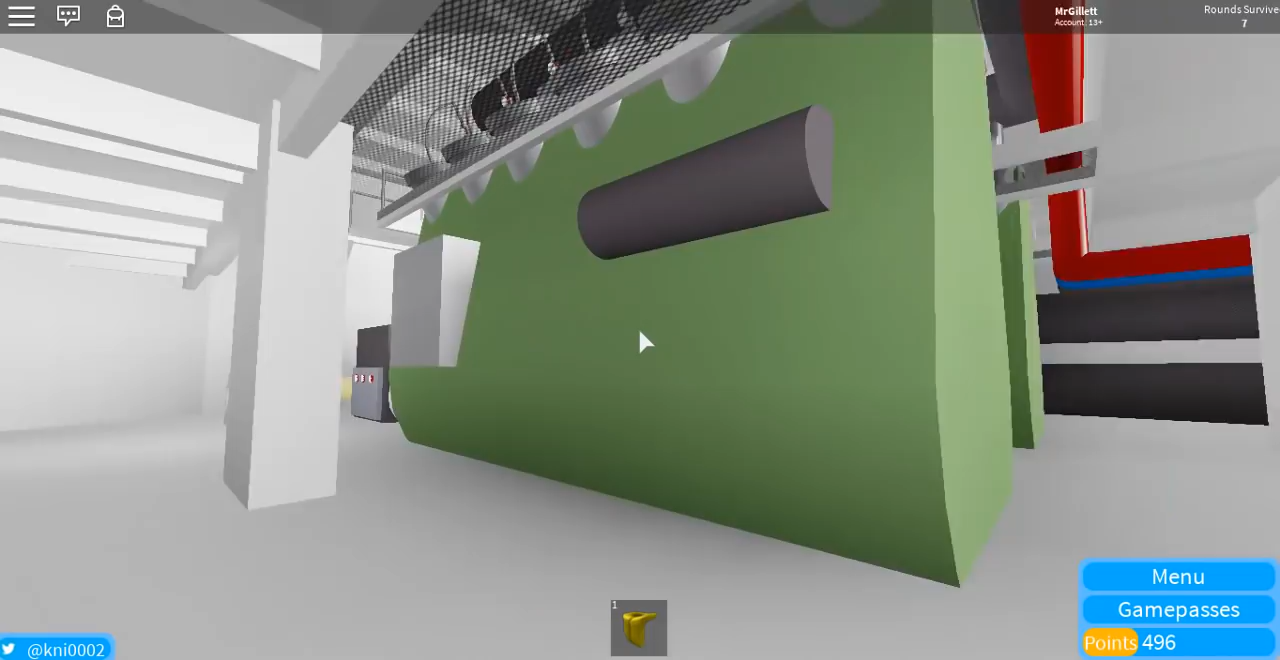 MrGillett
Account: 13+
Rounds Survive
7
Menu
Gamepasses
Points 496
1
@kni0002